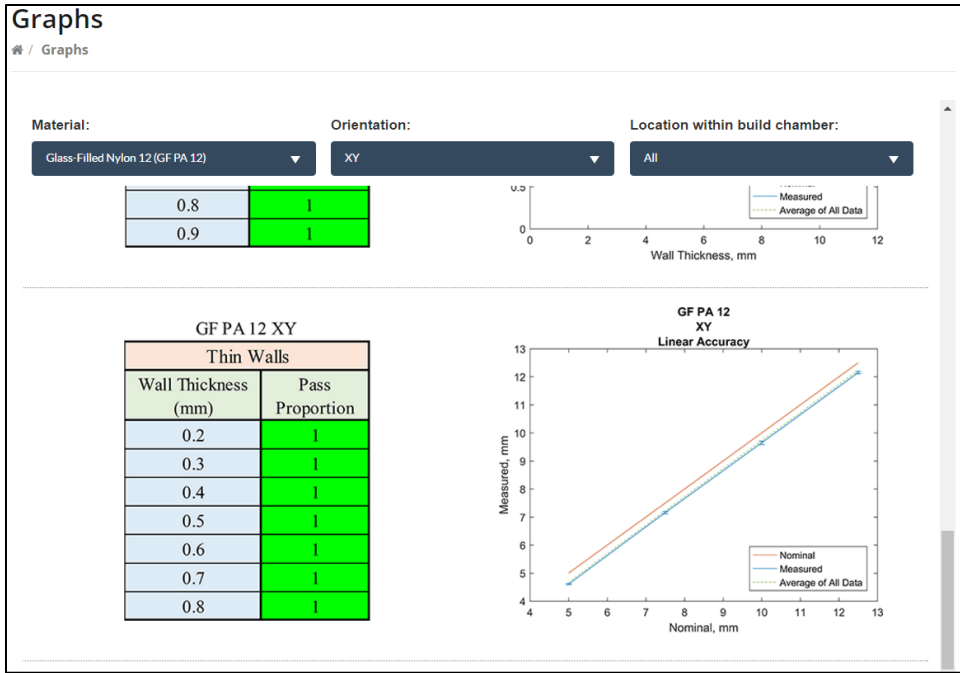 Graphs
/ Graphs
Material:
Orientation:
Location within build chamber:
Glass-Filled Nylon 12 (GF PA 12)
XY
All
0.8 1
0.9 1
0.5
0
Measured
Average of All Data
0 2 4 6 8 10 12
Wall Thickness, mm
GF PA 12 XY
Thin Walls
Wall Thickness (mm) Pass Proportion
0.2 1
0.3 1
0.4 1
0.5 1
0.6 1
0.7 1
0.8 1
GF PA 12
XY
Linear Accuracy
13
12
11
10
9
8
7
6
5
4
Measured, mm
Nominal
Measured
Average of All Data
4 5 6 7 8 9 10 11 12 13
Nominal, mm